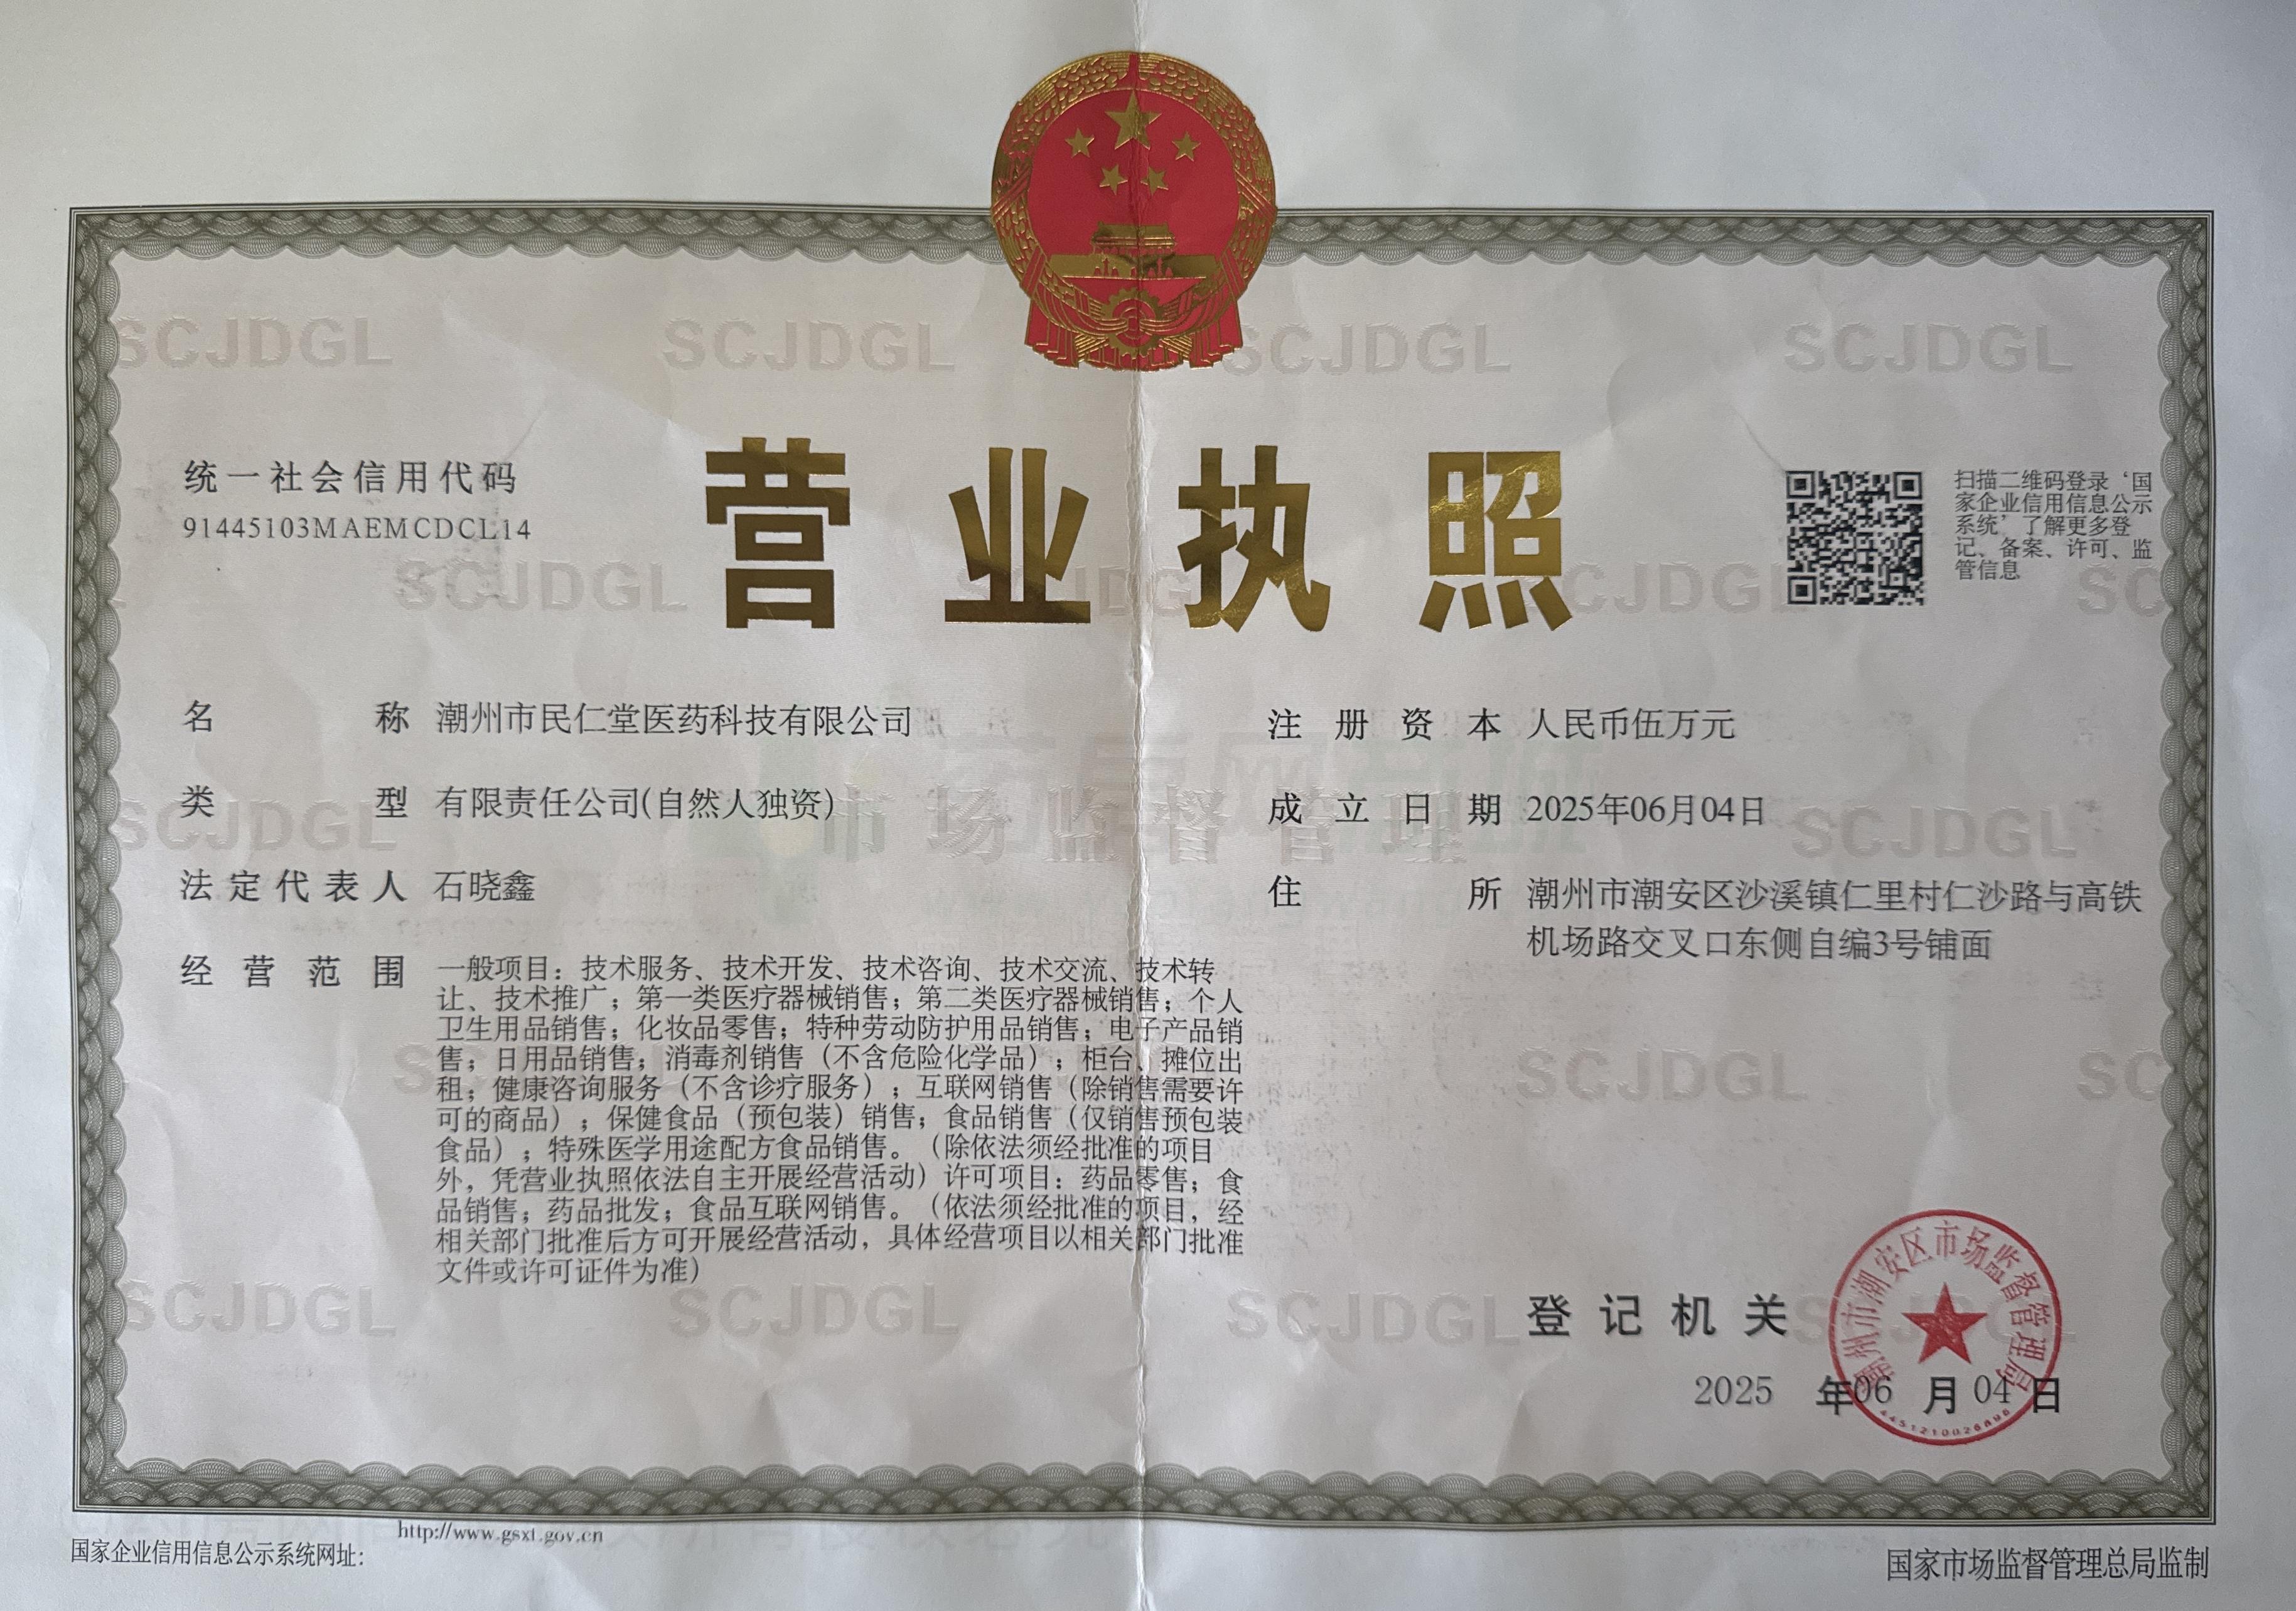 营业执照
统一社会信用代码
91445103MAEMCDCL14
扫描二维码登录‘国
家企业信用信息公示
系统’了解更多登
记、备案、许可、监
管信息
名称 潮州市民仁堂医药科技有限公司
类型 有限责任公司(自然人独资)
法定代表人 石晓鑫
经营范围 一般项目：技术服务、技术开发、技术咨询、技术交流、技术转
让、技术推广；第一类医疗器械销售；第二类医疗器械销售；个人
卫生用品销售；化妆品零售；特种劳动防护用品销售；电子产品销
售；日用品销售；消毒剂销售（不含危险化学品）；柜台、摊位出
租；健康咨询服务（不含诊疗服务）；互联网销售（除销售需要许
可的商品）；保健食品（预包装）销售；食品销售（仅销售预包装
食品）；特殊医学用途配方食品销售。（除依法须经批准的项目
外，凭营业执照依法自主开展经营活动）许可项目：药品零售；食
品销售；药品批发；食品互联网销售。（依法须经批准的项目，经
相关部门批准后方可开展经营活动，具体经营项目以相关部门批准
文件或许可证件为准）
注册资本 人民币伍万元
成立日期 2025年06月04日
住所 潮州市潮安区沙溪镇仁里村仁沙路与高铁
机场路交叉口东侧自编3号铺面
登记机关
潮州市潮安区市场监督管理局
2025 年06 月 04 日
SCJDGL
市场监督管理
国家企业信用信息公示系统网址：
http://www.gsxt.gov.cn
国家市场监督管理总局监制